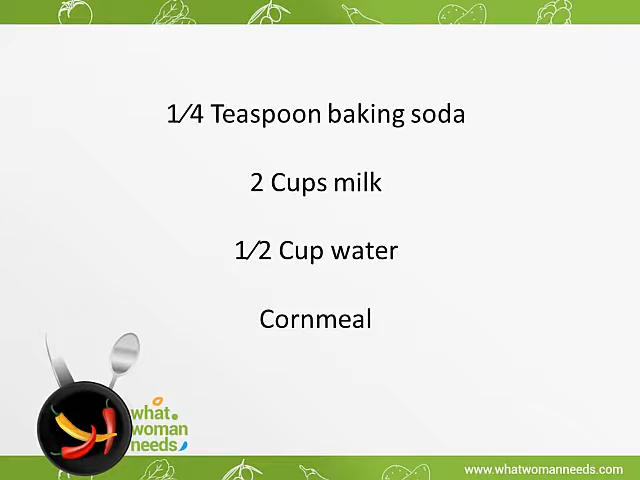 1⁄4 Teaspoon baking soda
2 Cups milk
1⁄2 Cup water
Cornmeal
what
woman
needs
www.whatwomanneeds.com